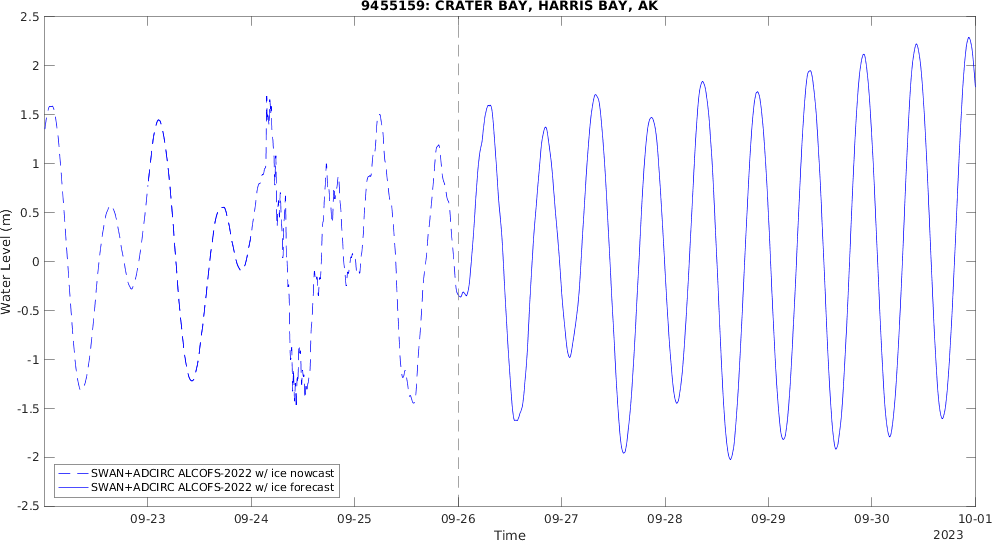 9455159: CRATER BAY, HARRIS BAY, AK
Water Level (m)
2.5
2
1.5
1
0.5
0
-0.5
-1
-1.5
-2
-2.5
SWAN+ADCIRC ALCOFS-2022 w/ ice nowcast
SWAN+ADCIRC ALCOFS-2022 w/ ice forecast
09-23 09-24 09-25 09-26 09-27 09-28 09-29 09-30 10-01
Time
2023